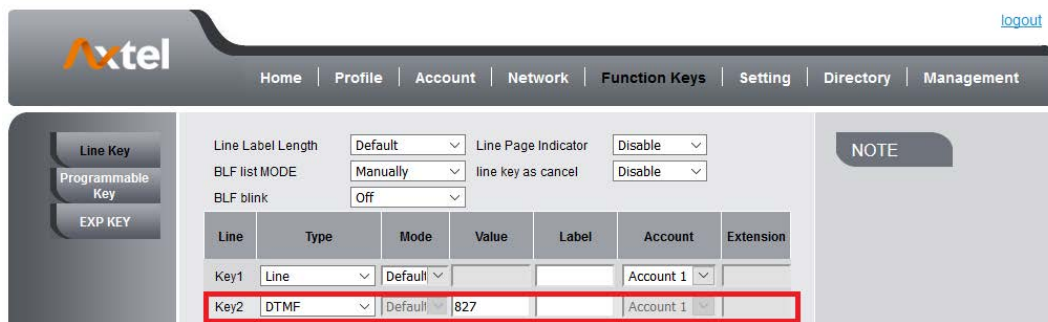 logout
Axtel
Home | Profile | Account | Network | Function Keys | Setting | Directory | Management
Line Key
Programmable
Key
EXP KEY
Line Label Length Default Line Page Indicator Disable
BLF list MODE Manually line key as cancel Disable
BLF blink Off
Line Type Mode Value Label Account Extension
Key1 Line Default Account 1
Key2 DTMF Default 827 Account 1
NOTE